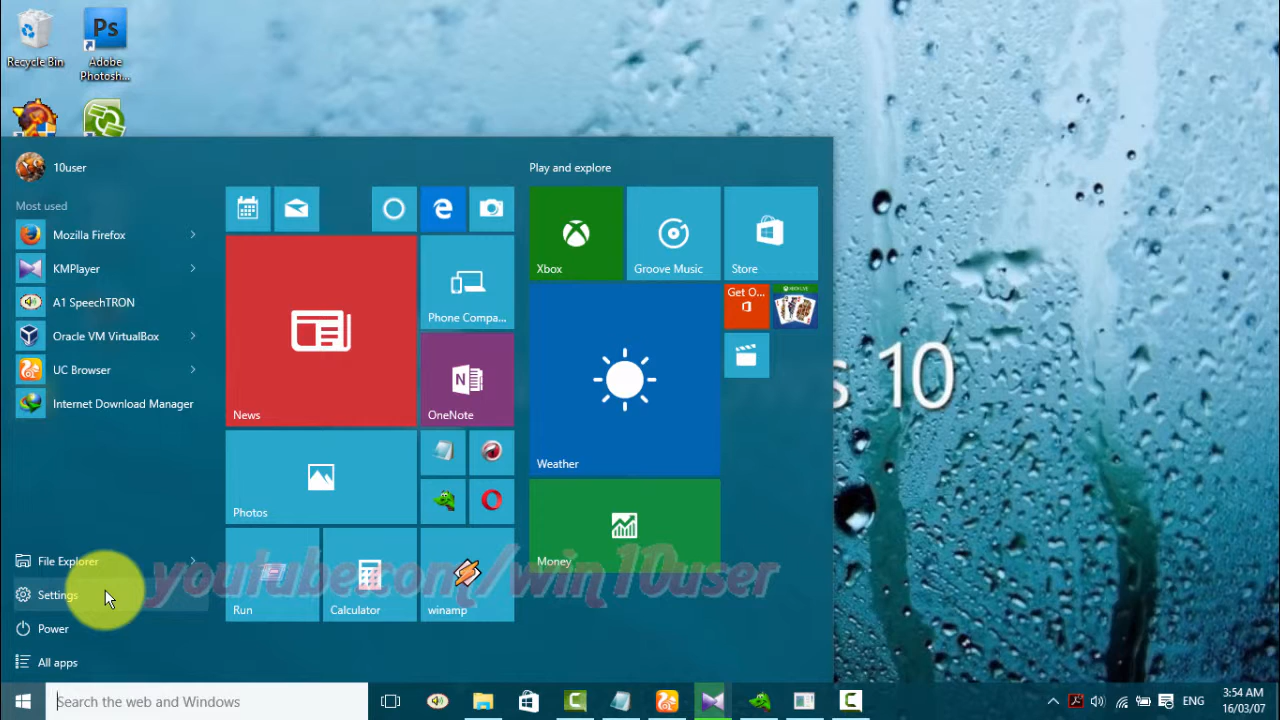 Recycle Bin
Ps
Adobe
Photosh...
10user
Play and explore
Most used
Mozilla Firefox
KMPlayer
A1 SpeechTRON
Oracle VM VirtualBox
UC Browser
Internet Download Manager
File Explorer
Settings
Power
All apps
News
Phone Compa...
N
OneNote
Photos
Run
Calculator
winamp
Xbox
Groove Music
Store
Get O...
XBOX LIVE
Weather
Money
s 10
youtube.com/win10user
Search the web and Windows
ENG
3:54 AM
16/03/07